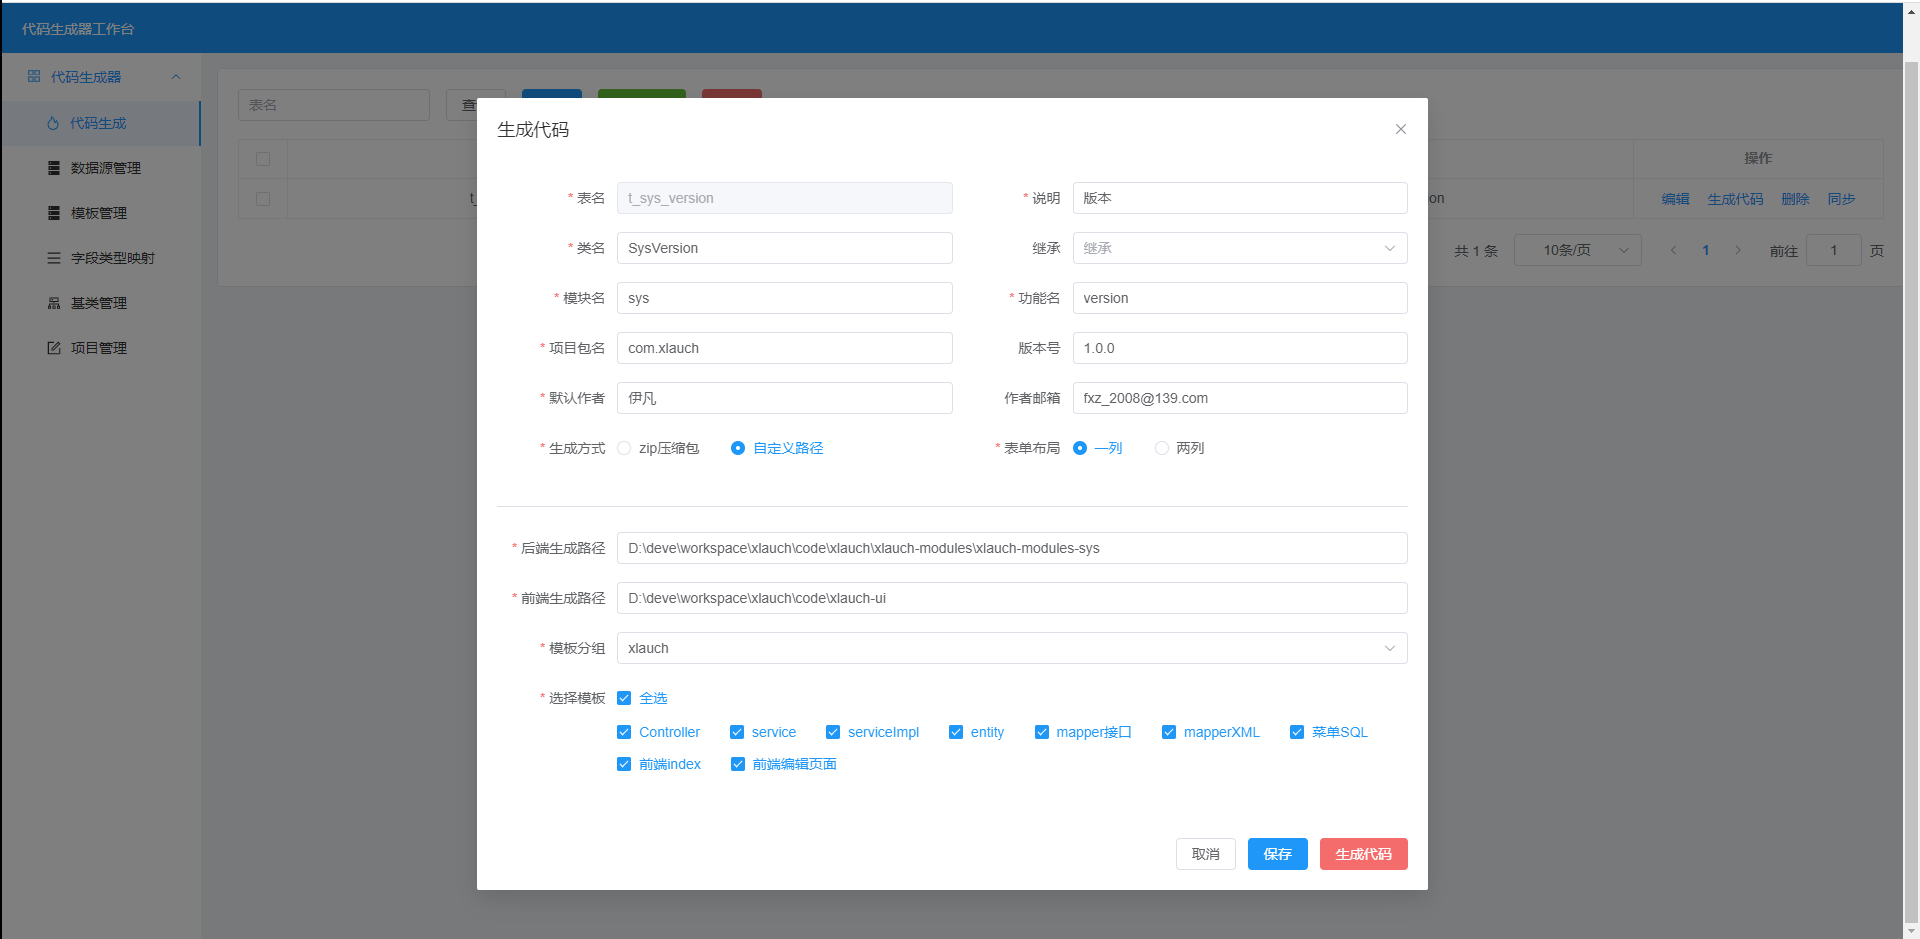 代码生成器工作台
代码生成器
代码生成
数据源管理
模板管理
字段类型映射
基类管理
项目管理
表名
查
操作
t_
on
编辑 生成代码 删除 同步
共 1 条 10条/页 1 前往 1 页
生成代码
* 表名 t_sys_version * 说明 版本
* 类名 SysVersion 继承 继承
* 模块名 sys * 功能名 version
* 项目包名 com.xlauch 版本号 1.0.0
* 默认作者 伊凡 作者邮箱 fxz_2008@139.com
* 生成方式 zip压缩包 自定义路径 * 表单布局 一列 两列
* 后端生成路径 D:\deve\workspace\xlauch\code\xlauch\xlauch-modules\xlauch-modules-sys
* 前端生成路径 D:\deve\workspace\xlauch\code\xlauch-ui
* 模板分组 xlauch
* 选择模板 全选
Controller service serviceImpl entity mapper接口 mapperXML 菜单SQL
前端index 前端编辑页面
取消 保存 生成代码